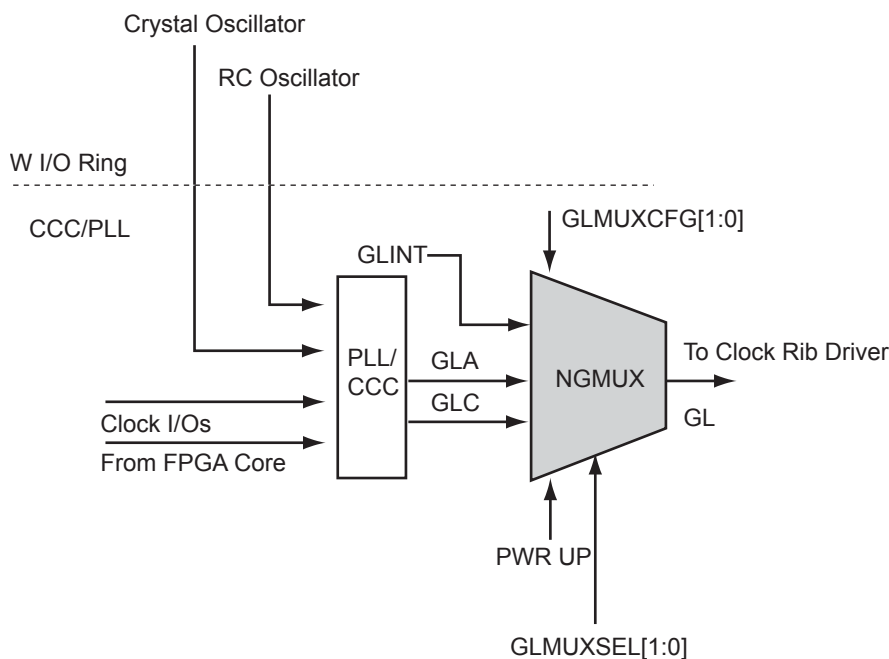 Crystal Oscillator
RC Oscillator
W I/O Ring
GLMUXCFG[1:0]
CCC/PLL
GLINT
PLL/
CCC
GLA
GLC
NGMUX
To Clock Rib Driver
GL
Clock I/Os
From FPGA Core
PWR UP
GLMUXSEL[1:0]